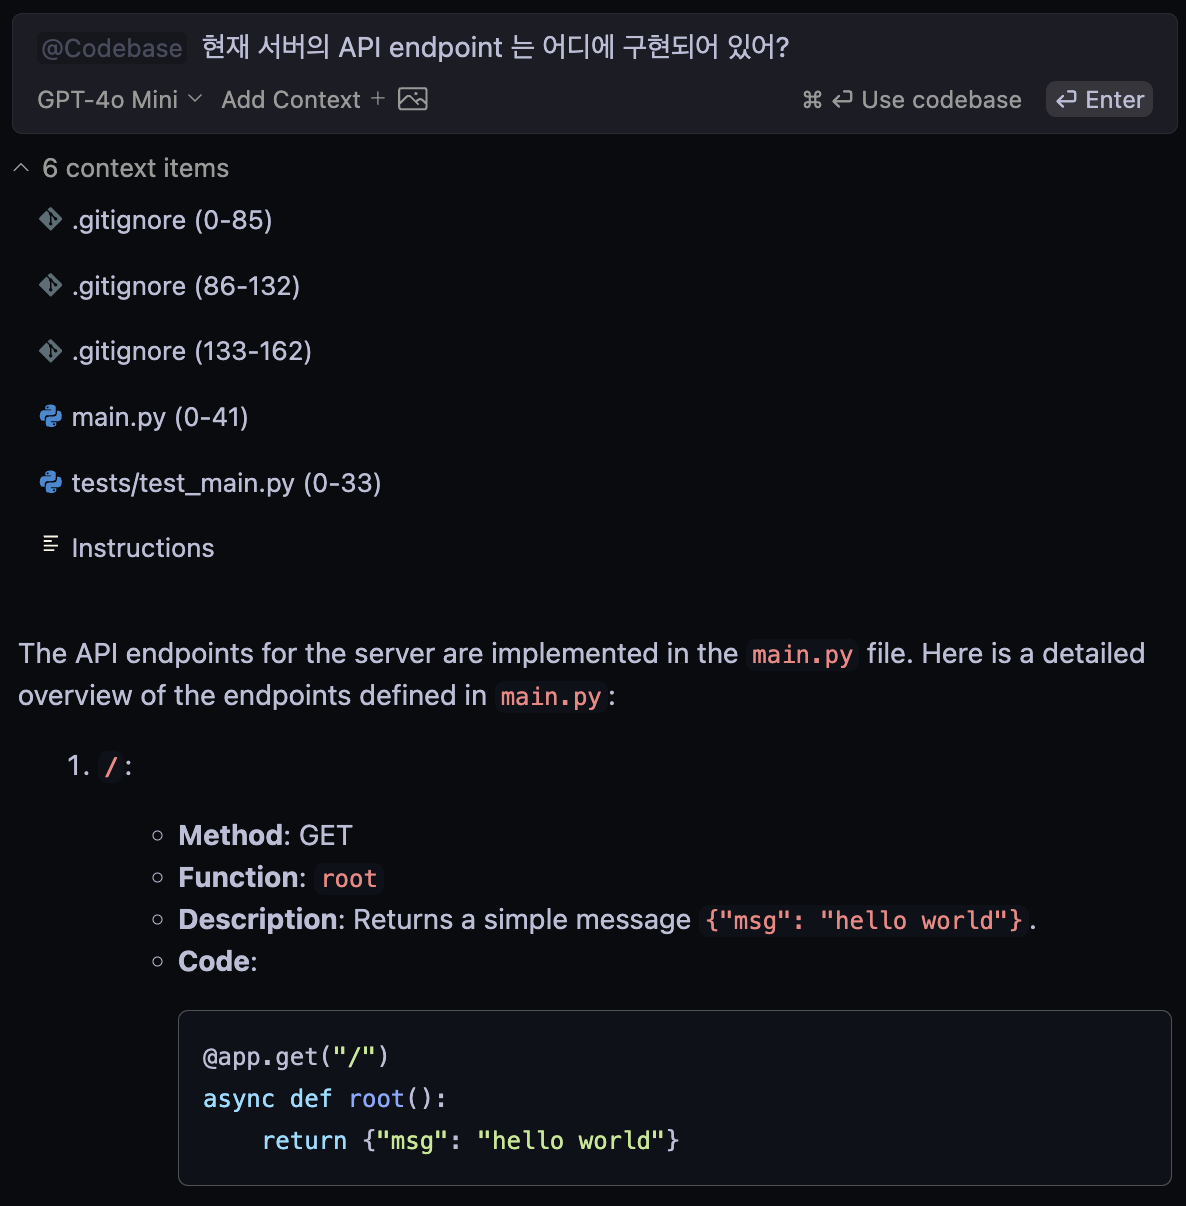 @Codebase 현재 서버의 API endpoint 는 어디에 구현되어 있어?
GPT-4o Mini Add Context + ⌘ ⏎ Use codebase ⏎ Enter
6 context items
.gitignore (0-85)
.gitignore (86-132)
.gitignore (133-162)
main.py (0-41)
tests/test_main.py (0-33)
Instructions
The API endpoints for the server are implemented in the main.py file. Here is a detailed
overview of the endpoints defined in main.py:
1. /:
Method: GET
Function: root
Description: Returns a simple message {"msg": "hello world"}.
Code:
@app.get("/")
async def root():
    return {"msg": "hello world"}